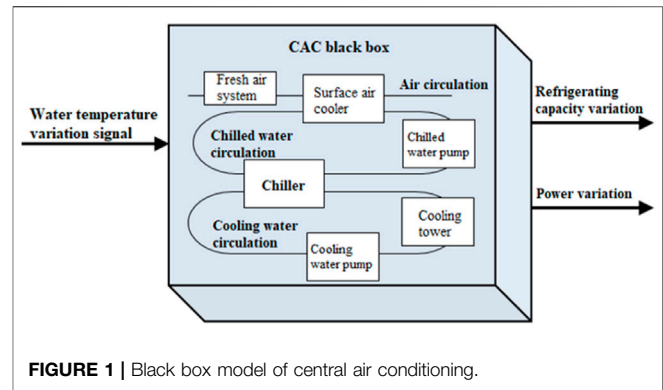 CAC black box
Fresh air
system
Surface air
cooler
Air circulation
Water temperature
variation signal
Refrigerating
capacity variation
Chilled water
circulation
Chilled
water pump
Chiller
Power variation
Cooling water
circulation
Cooling
tower
Cooling
water pump
FIGURE 1 | Black box model of central air conditioning.